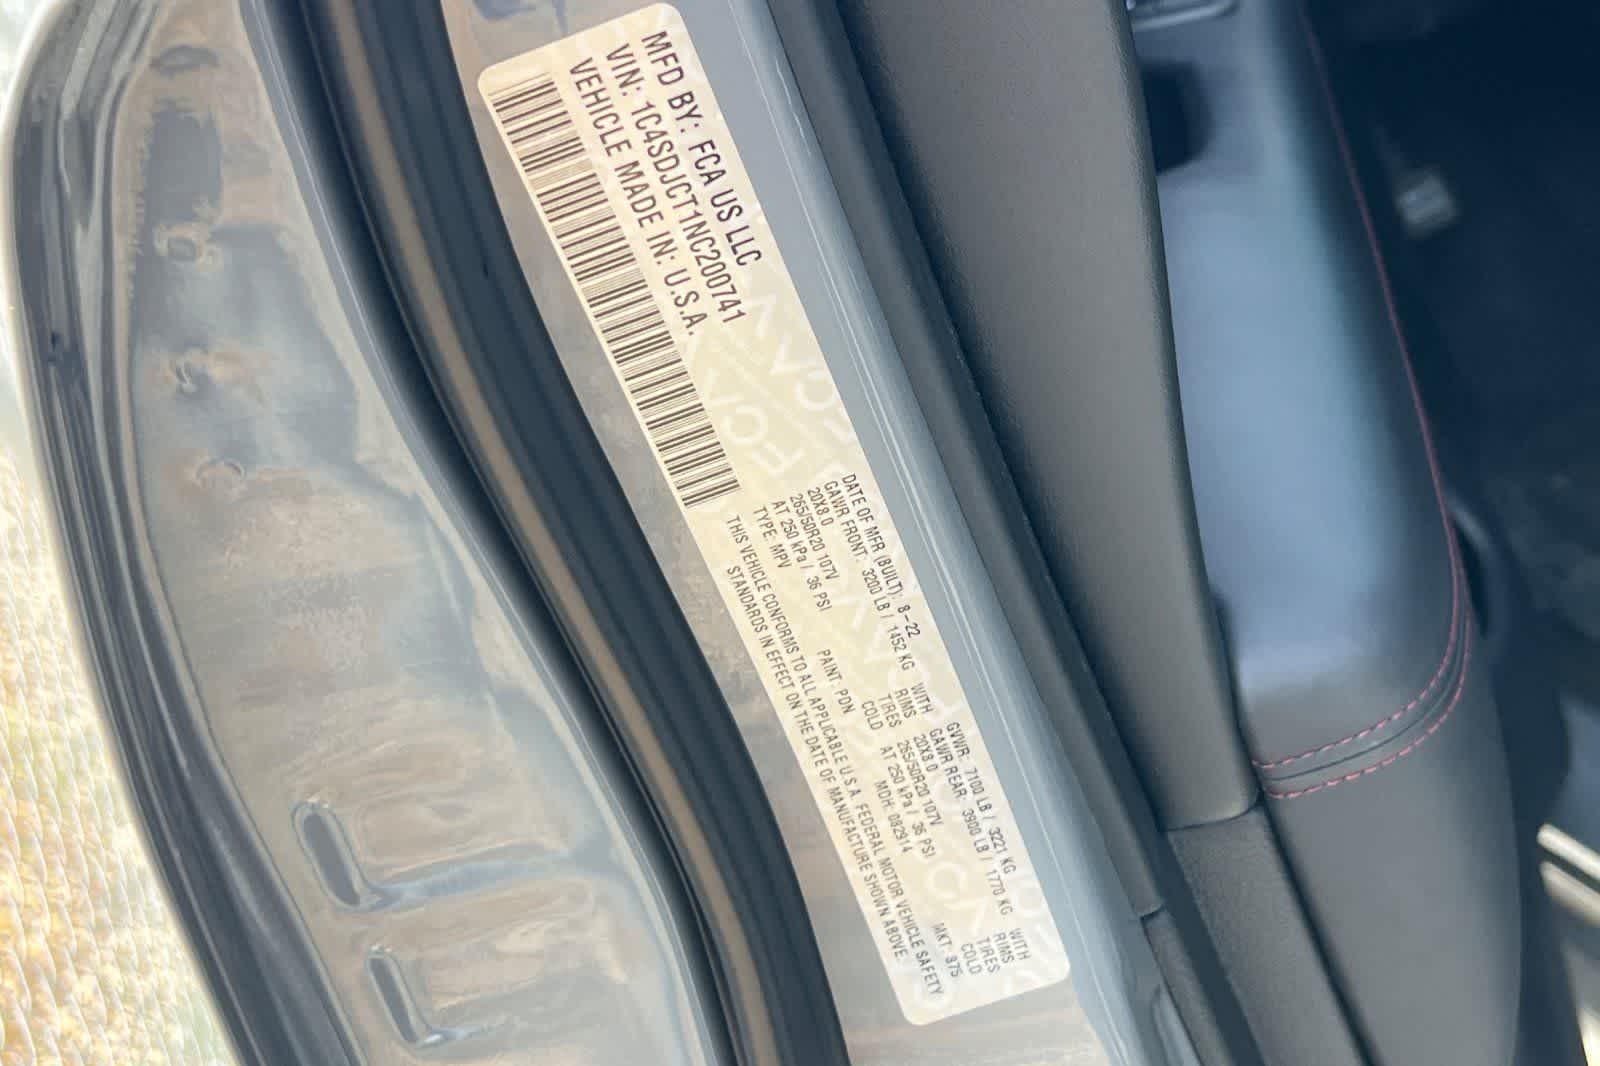 MFD BY: FCA US LLC
VIN: 1C4SDJCT1NC200741
VEHICLE MADE IN: U.S.A.
DATE OF MFR (BUILT): 8-22 GVWR: 7100 LB / 3221 KG
GAWR FRONT: 3200 LB / 1452 KG WITH GAWR REAR: 3900 LB / 1770 KG WITH
20X8.0 RIMS 20X8.0 RIMS
265/50R20 107V TIRES 265/50R20 107V TIRES
AT 250 kPa / 36 PSI COLD AT 250 kPa / 36 PSI COLD
TYPE: MPV PAINT: PDN MDH: 082914 MKT: 375
THIS VEHICLE CONFORMS TO ALL APPLICABLE U.S.A. FEDERAL MOTOR VEHICLE SAFETY
STANDARDS IN EFFECT ON THE DATE OF MANUFACTURE SHOWN ABOVE.